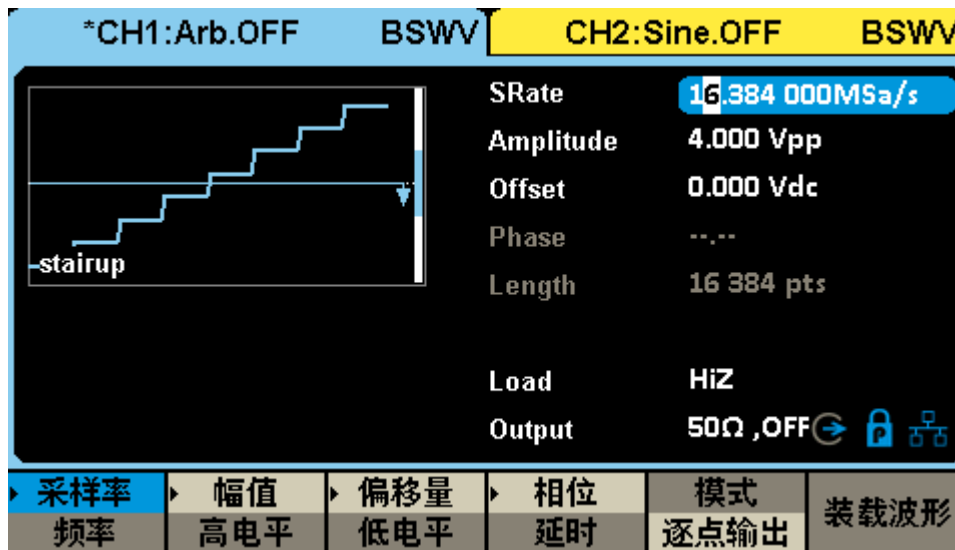 *CH1:Arb.OFF BSWV CH2:Sine.OFF BSWV
SRate 16.384 000MSa/s
Amplitude 4.000 Vpp
Offset 0.000 Vdc
Phase --.--
stairup
Length 16 384 pts
Load HiZ
Output 50Ω ,OFF P
采样率 幅值 偏移量 相位 模式 装载波形
频率 高电平 低电平 延时 逐点输出